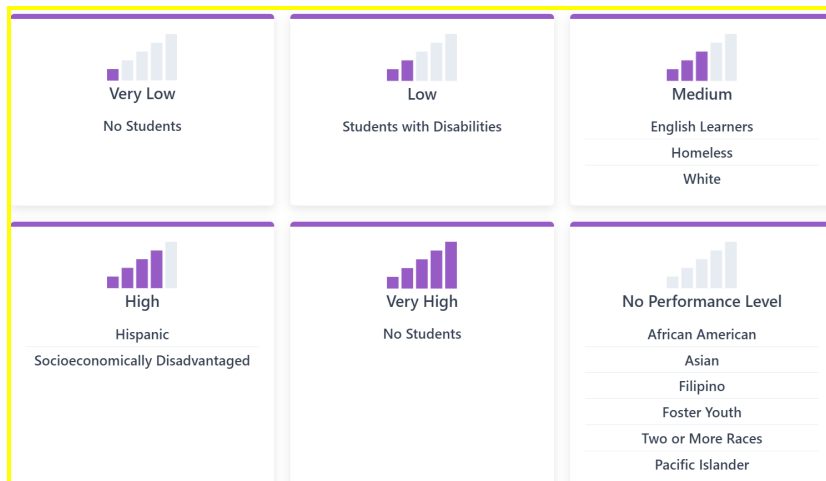 Very Low
No Students
Low
Students with Disabilities
Medium
English Learners
Homeless
White
High
Hispanic
Socioeconomically Disadvantaged
Very High
No Students
No Performance Level
African American
Asian
Filipino
Foster Youth
Two or More Races
Pacific Islander